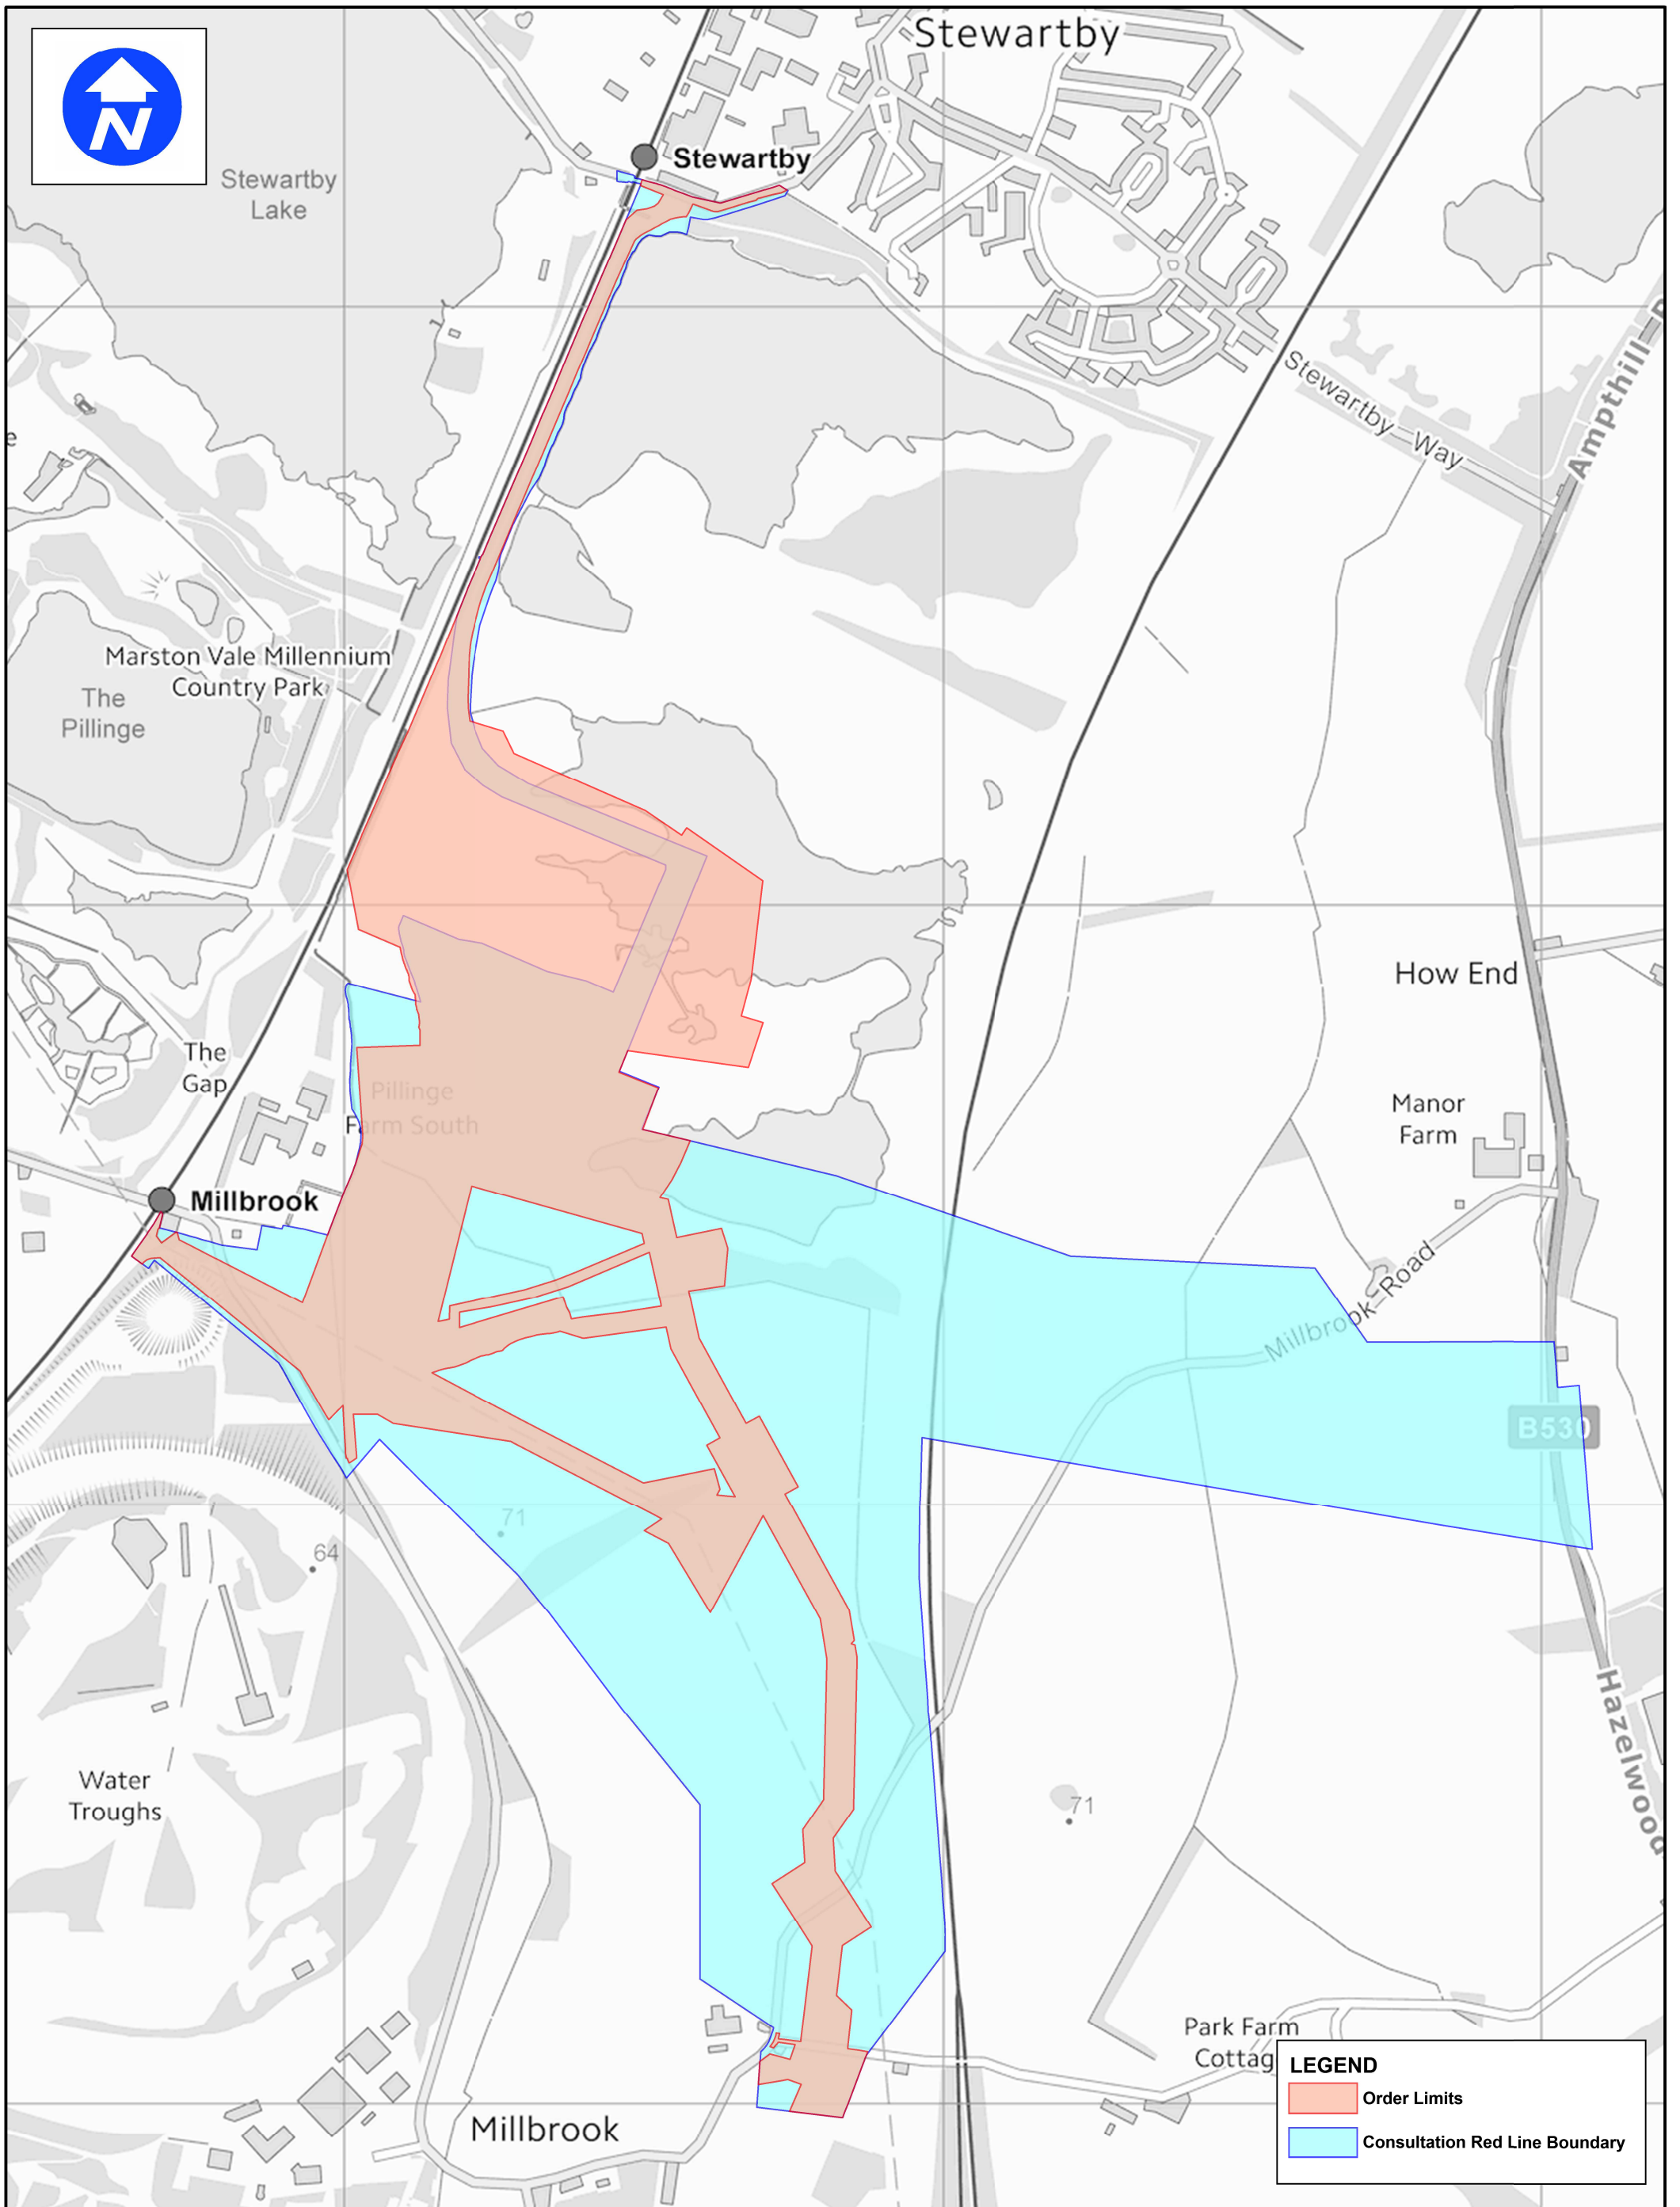 Stewartby
N
Stewartby
Stewartby
Lake
Stewartby Way
Ampthill
Marston Vale Millennium
Country Park
The
Pillinge
How End
The
Gap
Pillinge
Farm South
Manor
Farm
Millbrook
Millbrook Road
B530
71
64
Hazelwood
Water
Troughs
71
Park Farm
Cottag
LEGEND
Order Limits
Consultation Red Line Boundary
Millbrook